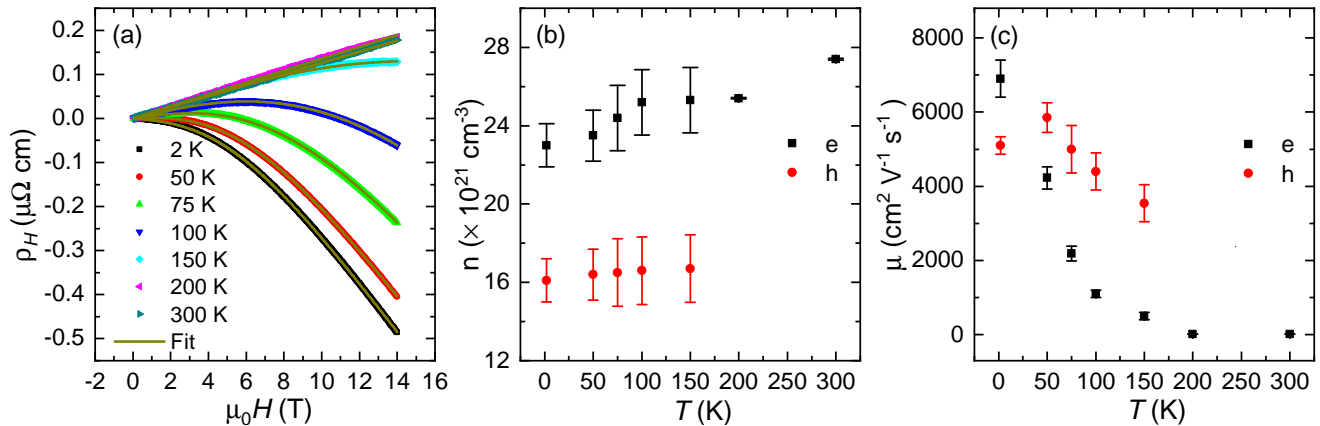 (a)
0.2
0.1
0.0
-0.1
-0.2
-0.3
-0.4
-0.5
ρH (μΩ cm)
2 K
50 K
75 K
100 K
150 K
200 K
300 K
Fit
-2 0 2 4 6 8 10 12 14 16
μ0H (T)
(b)
28
24
20
16
12
n (× 10^21 cm^-3)
e
h
0 50 100 150 200 250 300
T (K)
(c)
8000
6000
4000
2000
0
μ (cm^2 V^-1 s^-1)
e
h
0 50 100 150 200 250 300
T (K)